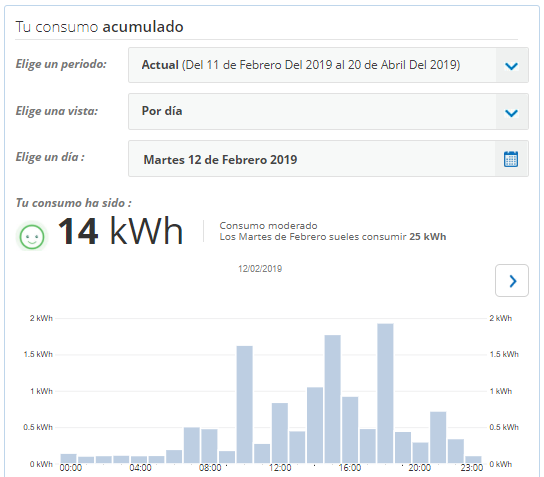 Tu consumo acumulado
Elige un periodo: Actual (Del 11 de Febrero Del 2019 al 20 de Abril Del 2019)
Elige una vista: Por día
Elige un día : Martes 12 de Febrero 2019
Tu consumo ha sido :
14 kWh
Consumo moderado
Los Martes de Febrero sueles consumir 25 kWh
12/02/2019
2 kWh 2 kWh
1.5 kWh 1.5 kWh
1 kWh 1 kWh
0.5 kWh 0.5 kWh
0 kWh 0 kWh
00:00 04:00 08:00 12:00 16:00 20:00 23:00